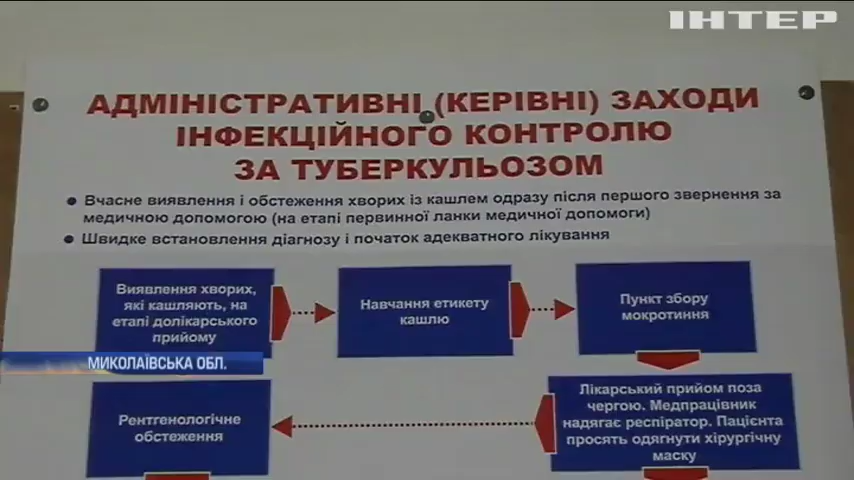 ІНТЕР
АДМІНІСТРАТИВНІ (КЕРІВНІ) ЗАХОДИ
ІНФЕКЦІЙНОГО КОНТРОЛЮ
ЗА ТУБЕРКУЛЬОЗОМ
• Вчасне виявлення і обстеження хворих із кашлем одразу після першого звернення за
медичною допомогою (на етапі первинної ланки медичної допомоги)
• Швидке встановлення діагнозу і початок адекватного лікування
Виявлення хворих,
які кашляють, на
етапі долікарського
прийому
Навчання етикету
кашлю
Пункт збору
мокротиння
МИКОЛАЇВСЬКА ОБЛ.
Рентгенологічне
обстеження
Лікарський прийом поза
чергою. Медпрацівник
надягає респіратор. Пацієнта
просять одягнути хірургічну
маску